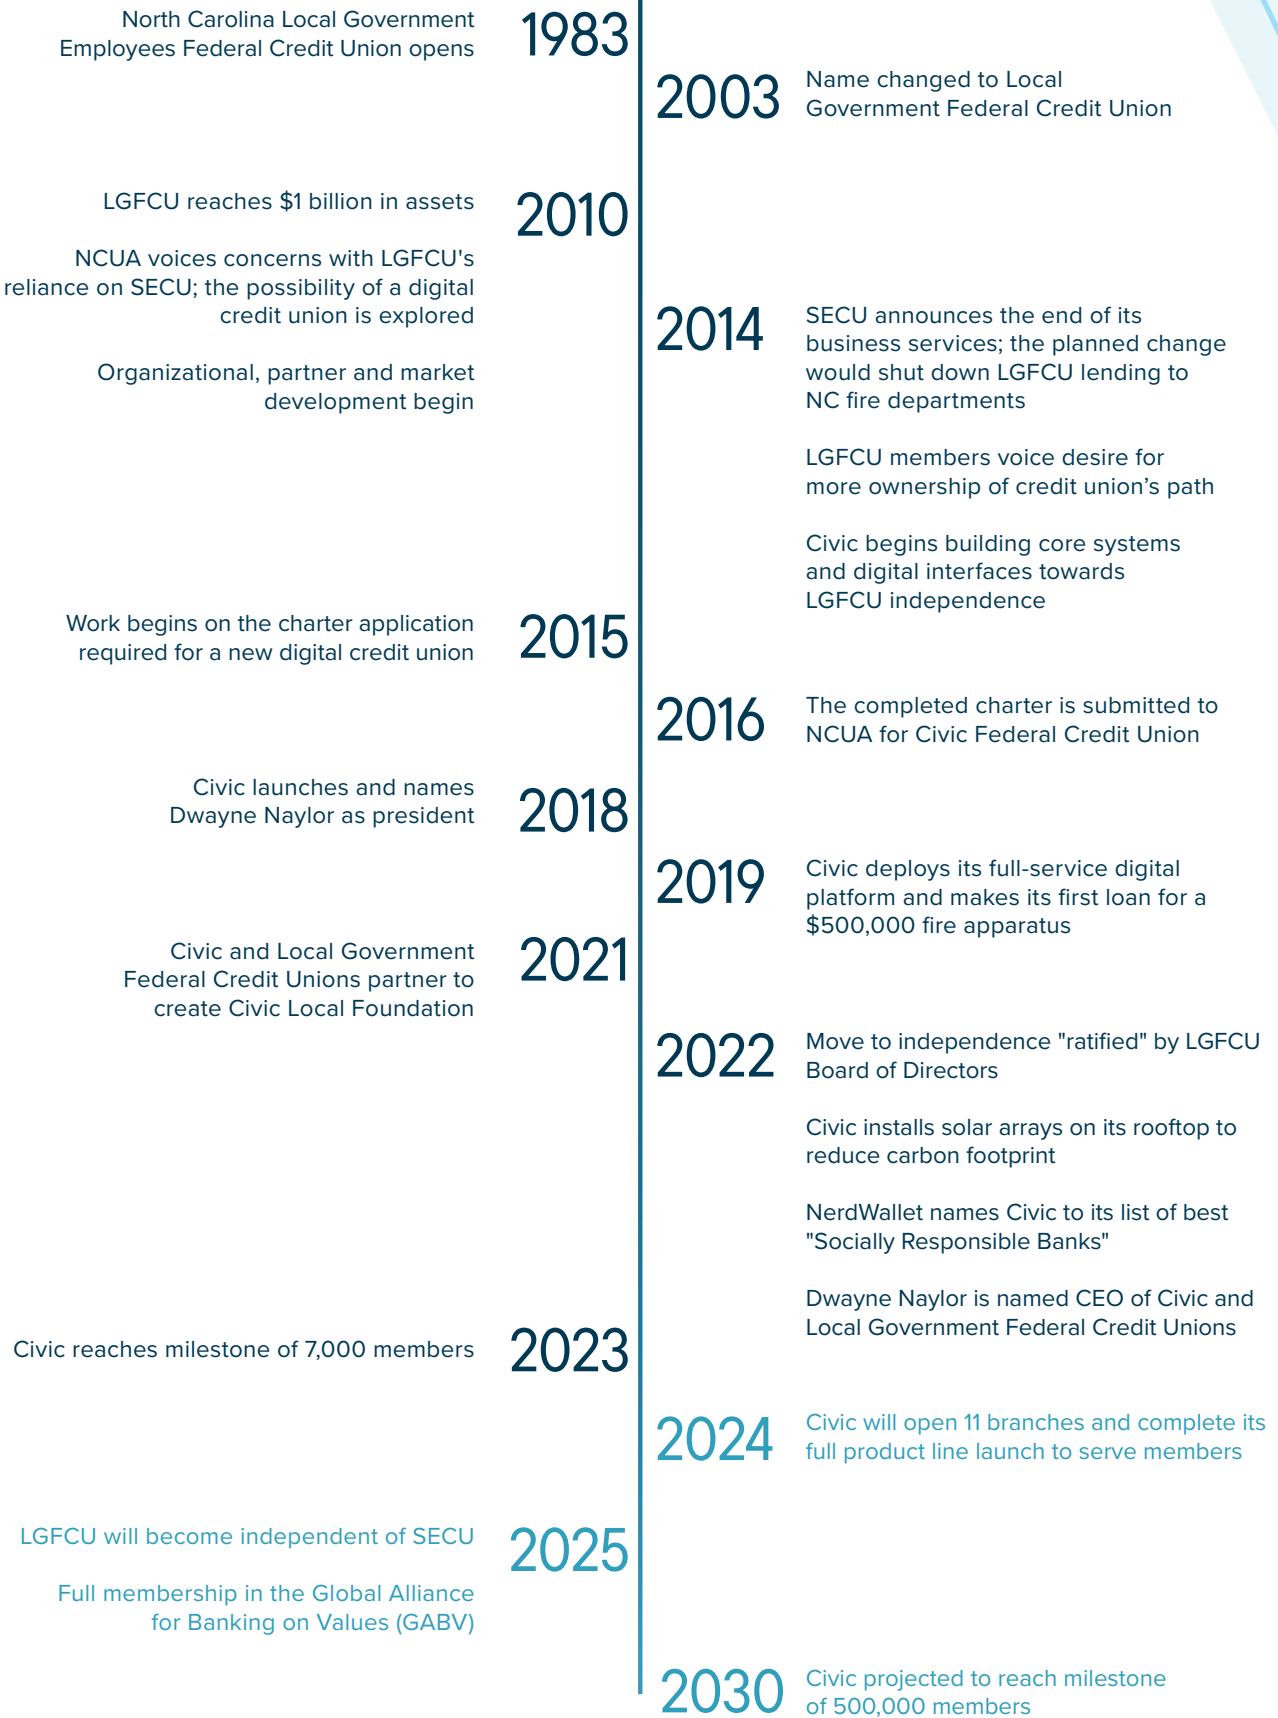 North Carolina Local Government
Employees Federal Credit Union opens
1983
2003
Name changed to Local
Government Federal Credit Union
LGFCU reaches $1 billion in assets
2010
NCUA voices concerns with LGFCU's
reliance on SECU; the possibility of a digital
credit union is explored
Organizational, partner and market
development begin
2014
SECU announces the end of its
business services; the planned change
would shut down LGFCU lending to
NC fire departments
LGFCU members voice desire for
more ownership of credit union’s path
Civic begins building core systems
and digital interfaces towards
LGFCU independence
Work begins on the charter application
required for a new digital credit union
2015
2016
The completed charter is submitted to
NCUA for Civic Federal Credit Union
Civic launches and names
Dwayne Naylor as president
2018
2019
Civic deploys its full-service digital
platform and makes its first loan for a
$500,000 fire apparatus
Civic and Local Government
Federal Credit Unions partner to
create Civic Local Foundation
2021
2022
Move to independence "ratified" by LGFCU
Board of Directors
Civic installs solar arrays on its rooftop to
reduce carbon footprint
NerdWallet names Civic to its list of best
"Socially Responsible Banks"
Dwayne Naylor is named CEO of Civic and
Local Government Federal Credit Unions
Civic reaches milestone of 7,000 members
2023
2024
Civic will open 11 branches and complete its
full product line launch to serve members
LGFCU will become independent of SECU
2025
Full membership in the Global Alliance
for Banking on Values (GABV)
2030
Civic projected to reach milestone
of 500,000 members